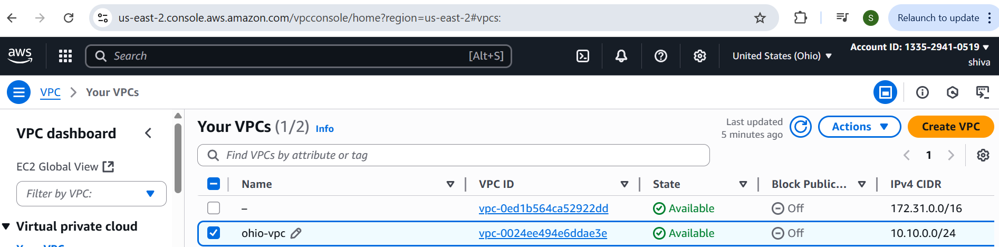 us-east-2.console.aws.amazon.com/vpcconsole/home?region=us-east-2#vpcs:
S
Relaunch to update
aws
Search
[Alt+S]
United States (Ohio)
Account ID: 1335-2941-0519
shiva
VPC
Your VPCs
VPC dashboard
EC2 Global View
Filter by VPC:
Virtual private cloud
Your VPCs (1/2) Info
Last updated
5 minutes ago
Actions
Create VPC
Find VPCs by attribute or tag
1
Name VPC ID State Block Public... IPv4 CIDR
– vpc-0ed1b564ca52922dd Available Off 172.31.0.0/16
ohio-vpc vpc-0024ee494e6ddae3e Available Off 10.10.0.0/24